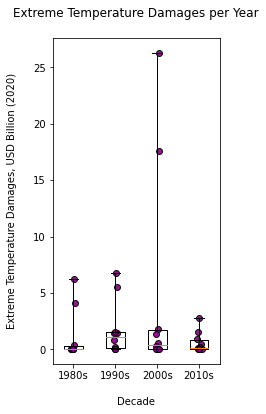 Extreme Temperature Damages per Year
Extreme Temperature Damages, USD Billion (2020)
25
20
15
10
5
0
1980s 1990s 2000s 2010s
Decade